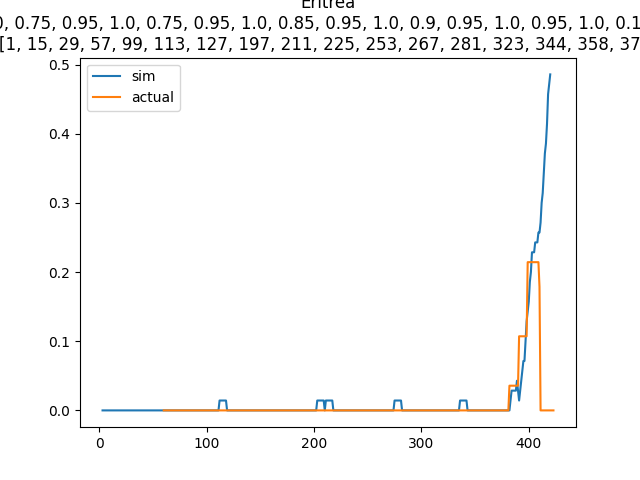 Eritrea
0, 0.75, 0.95, 1.0, 0.75, 0.95, 1.0, 0.85, 0.95, 1.0, 0.9, 0.95, 1.0, 0.95, 1.0, 0.1
[1, 15, 29, 57, 99, 113, 127, 197, 211, 225, 253, 267, 281, 323, 344, 358, 37
sim
actual
0.5
0.4
0.3
0.2
0.1
0.0
0 100 200 300 400